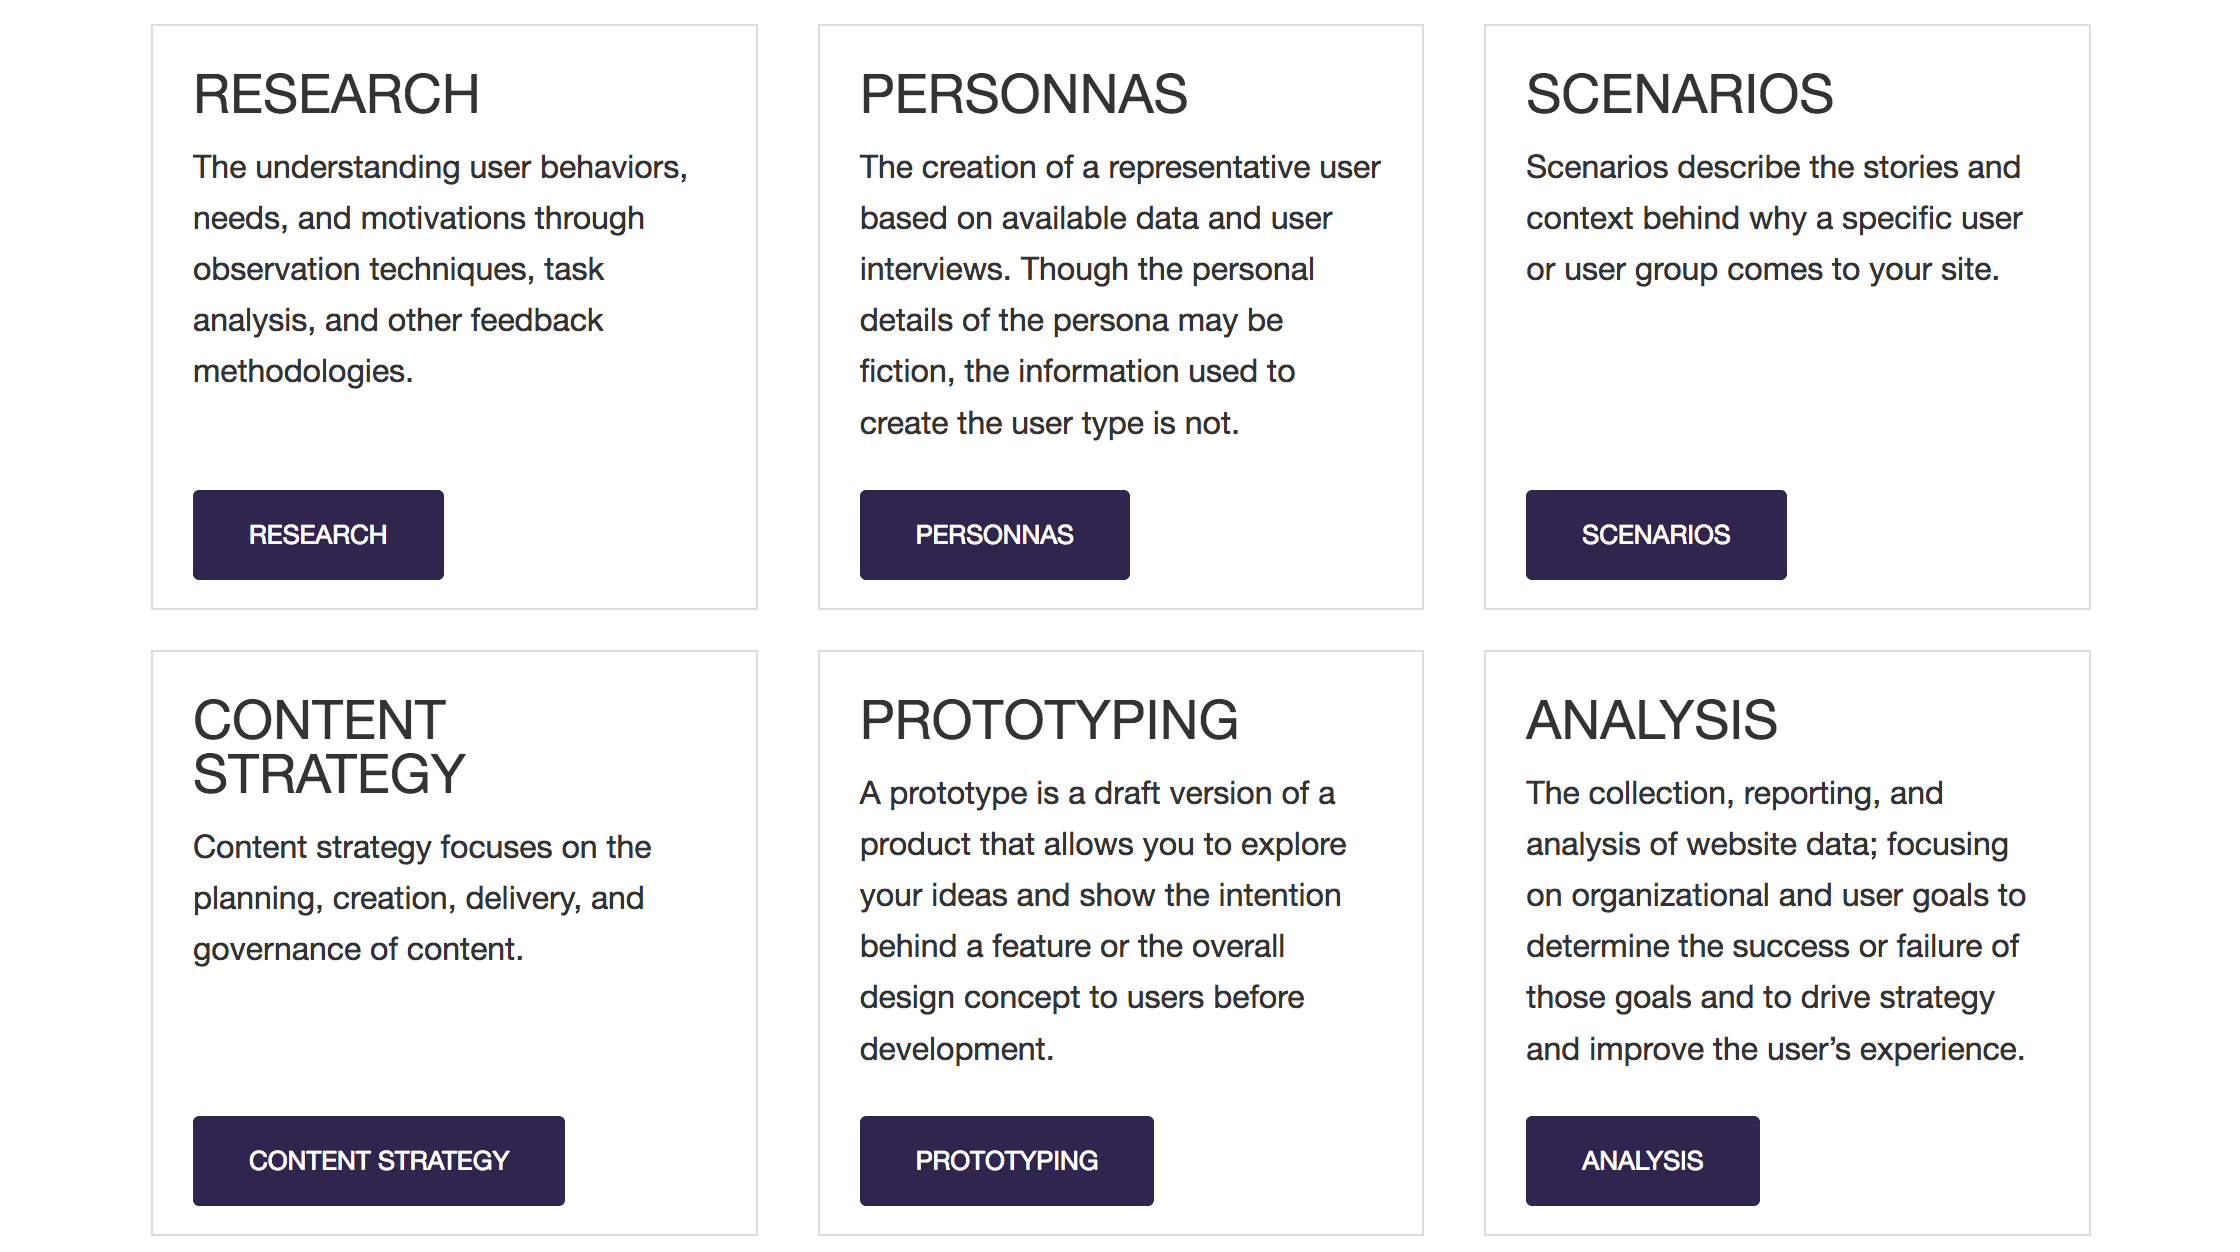 RESEARCH
The understanding user behaviors,
needs, and motivations through
observation techniques, task
analysis, and other feedback
methodologies.
RESEARCH
PERSONNAS
The creation of a representative user
based on available data and user
interviews. Though the personal
details of the persona may be
fiction, the information used to
create the user type is not.
PERSONNAS
SCENARIOS
Scenarios describe the stories and
context behind why a specific user
or user group comes to your site.
SCENARIOS
CONTENT
STRATEGY
Content strategy focuses on the
planning, creation, delivery, and
governance of content.
CONTENT STRATEGY
PROTOTYPING
A prototype is a draft version of a
product that allows you to explore
your ideas and show the intention
behind a feature or the overall
design concept to users before
development.
PROTOTYPING
ANALYSIS
The collection, reporting, and
analysis of website data; focusing
on organizational and user goals to
determine the success or failure of
those goals and to drive strategy
and improve the user’s experience.
ANALYSIS